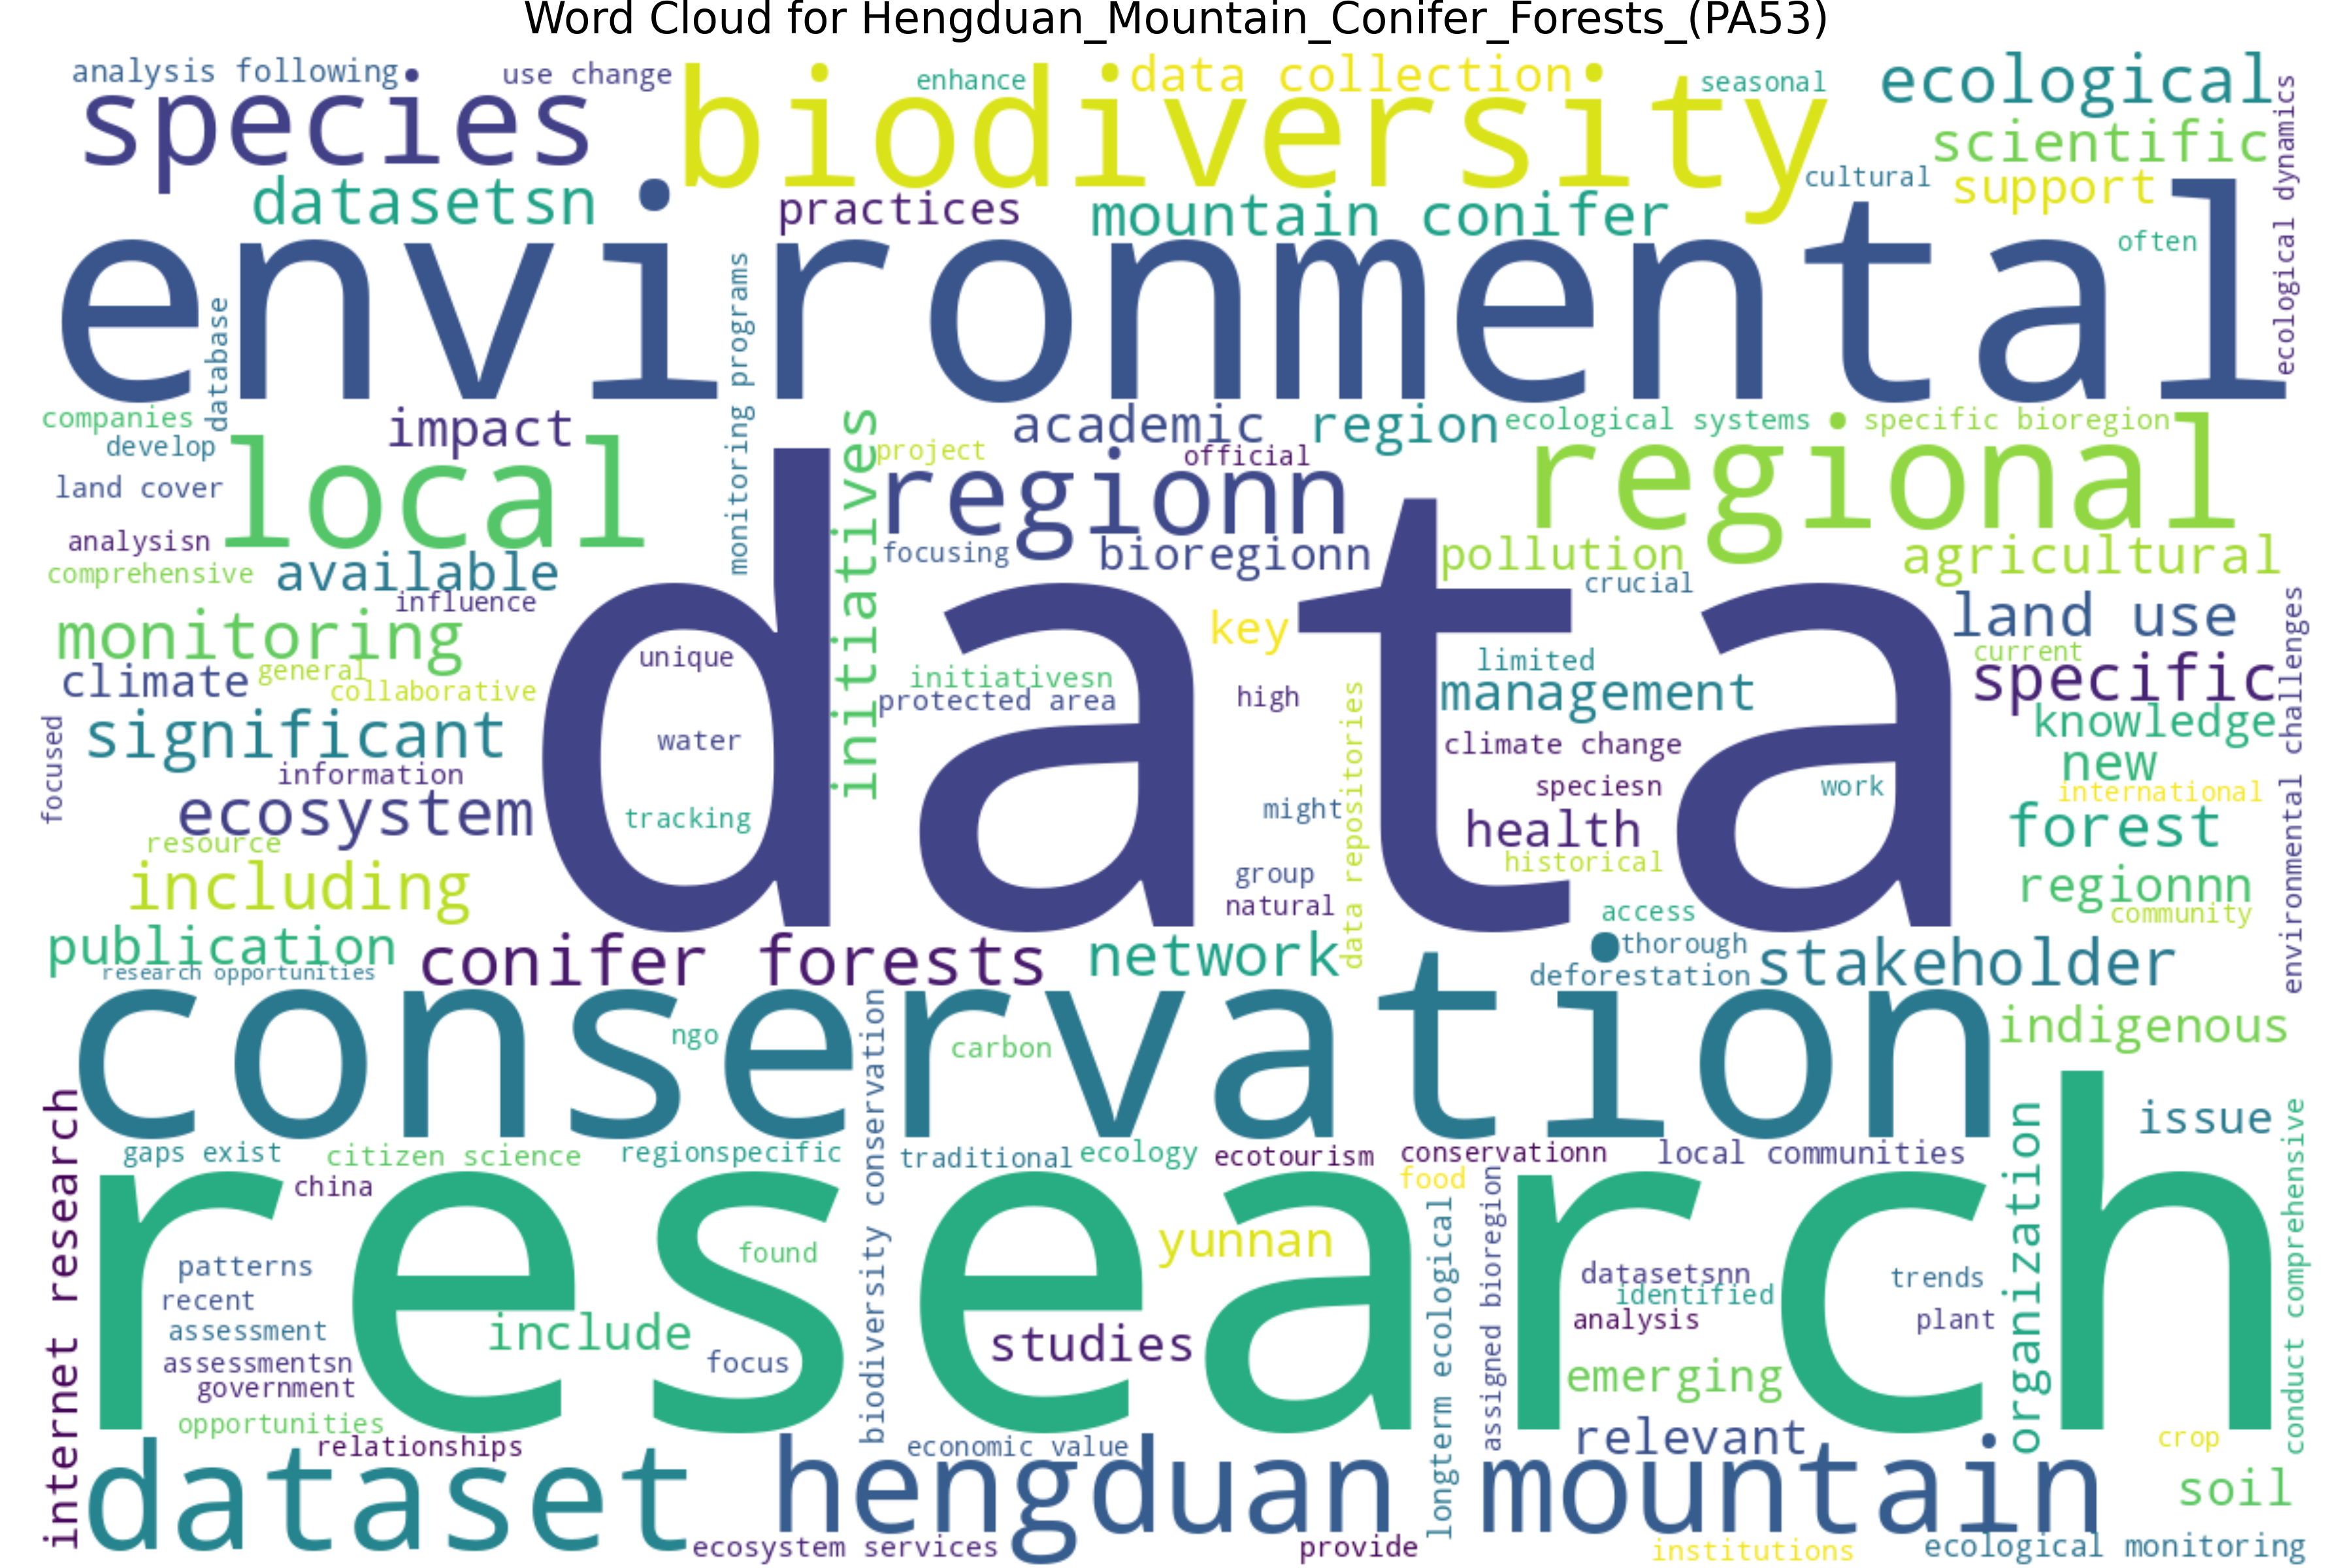 Word Cloud for Hengduan_Mountain_Conifer_Forests_(PA53)
analysis following
use change
enhance
data collection
seasonal
ecological
species
biodiversity
scientific
ecological dynamics
datasetsn
practices
mountain conifer
cultural
support
often
environmental
database
monitoring programs
companies
impact
initiatives
academic
region
ecological systems
specific bioregion
develop
local
project
official
regional
land cover
regionn
analysisn
focusing
bioregionn
pollution
agricultural
comprehensive
available
crucial
influence
data
key
land use
environmental challenges
monitoring
unique
limited
current
climate
general
collaborative
initiativesn
protected area
high
data repositories
management
specific
focused
significant
water
climate change
knowledge
new
information
speciesn
work
international
ecosystem
tracking
might
health
forest
resource
historical
including
group
regionnn
natural
access
community
publication
conifer forests
network
thorough
stakeholder
research opportunities
deforestation
conservation
ngo
biodiversity conservation
carbon
indigenous
internet research
organization
issue
conduct comprehensive
gaps exist
citizen science
regionspecific
traditional
ecology
ecotourism
conservationn
local communities
china
food
research
longterm ecological
assigned bioregion
patterns
found
yunnan
datasetsnn
trends
recent
identified
assessment
include
studies
analysis
plant
assessmentsn
focus
government
emerging
opportunities
relationships
economic value
relevant
crop
dataset
hengduan
mountain
soil
ecosystem services
provide
institutions
ecological monitoring